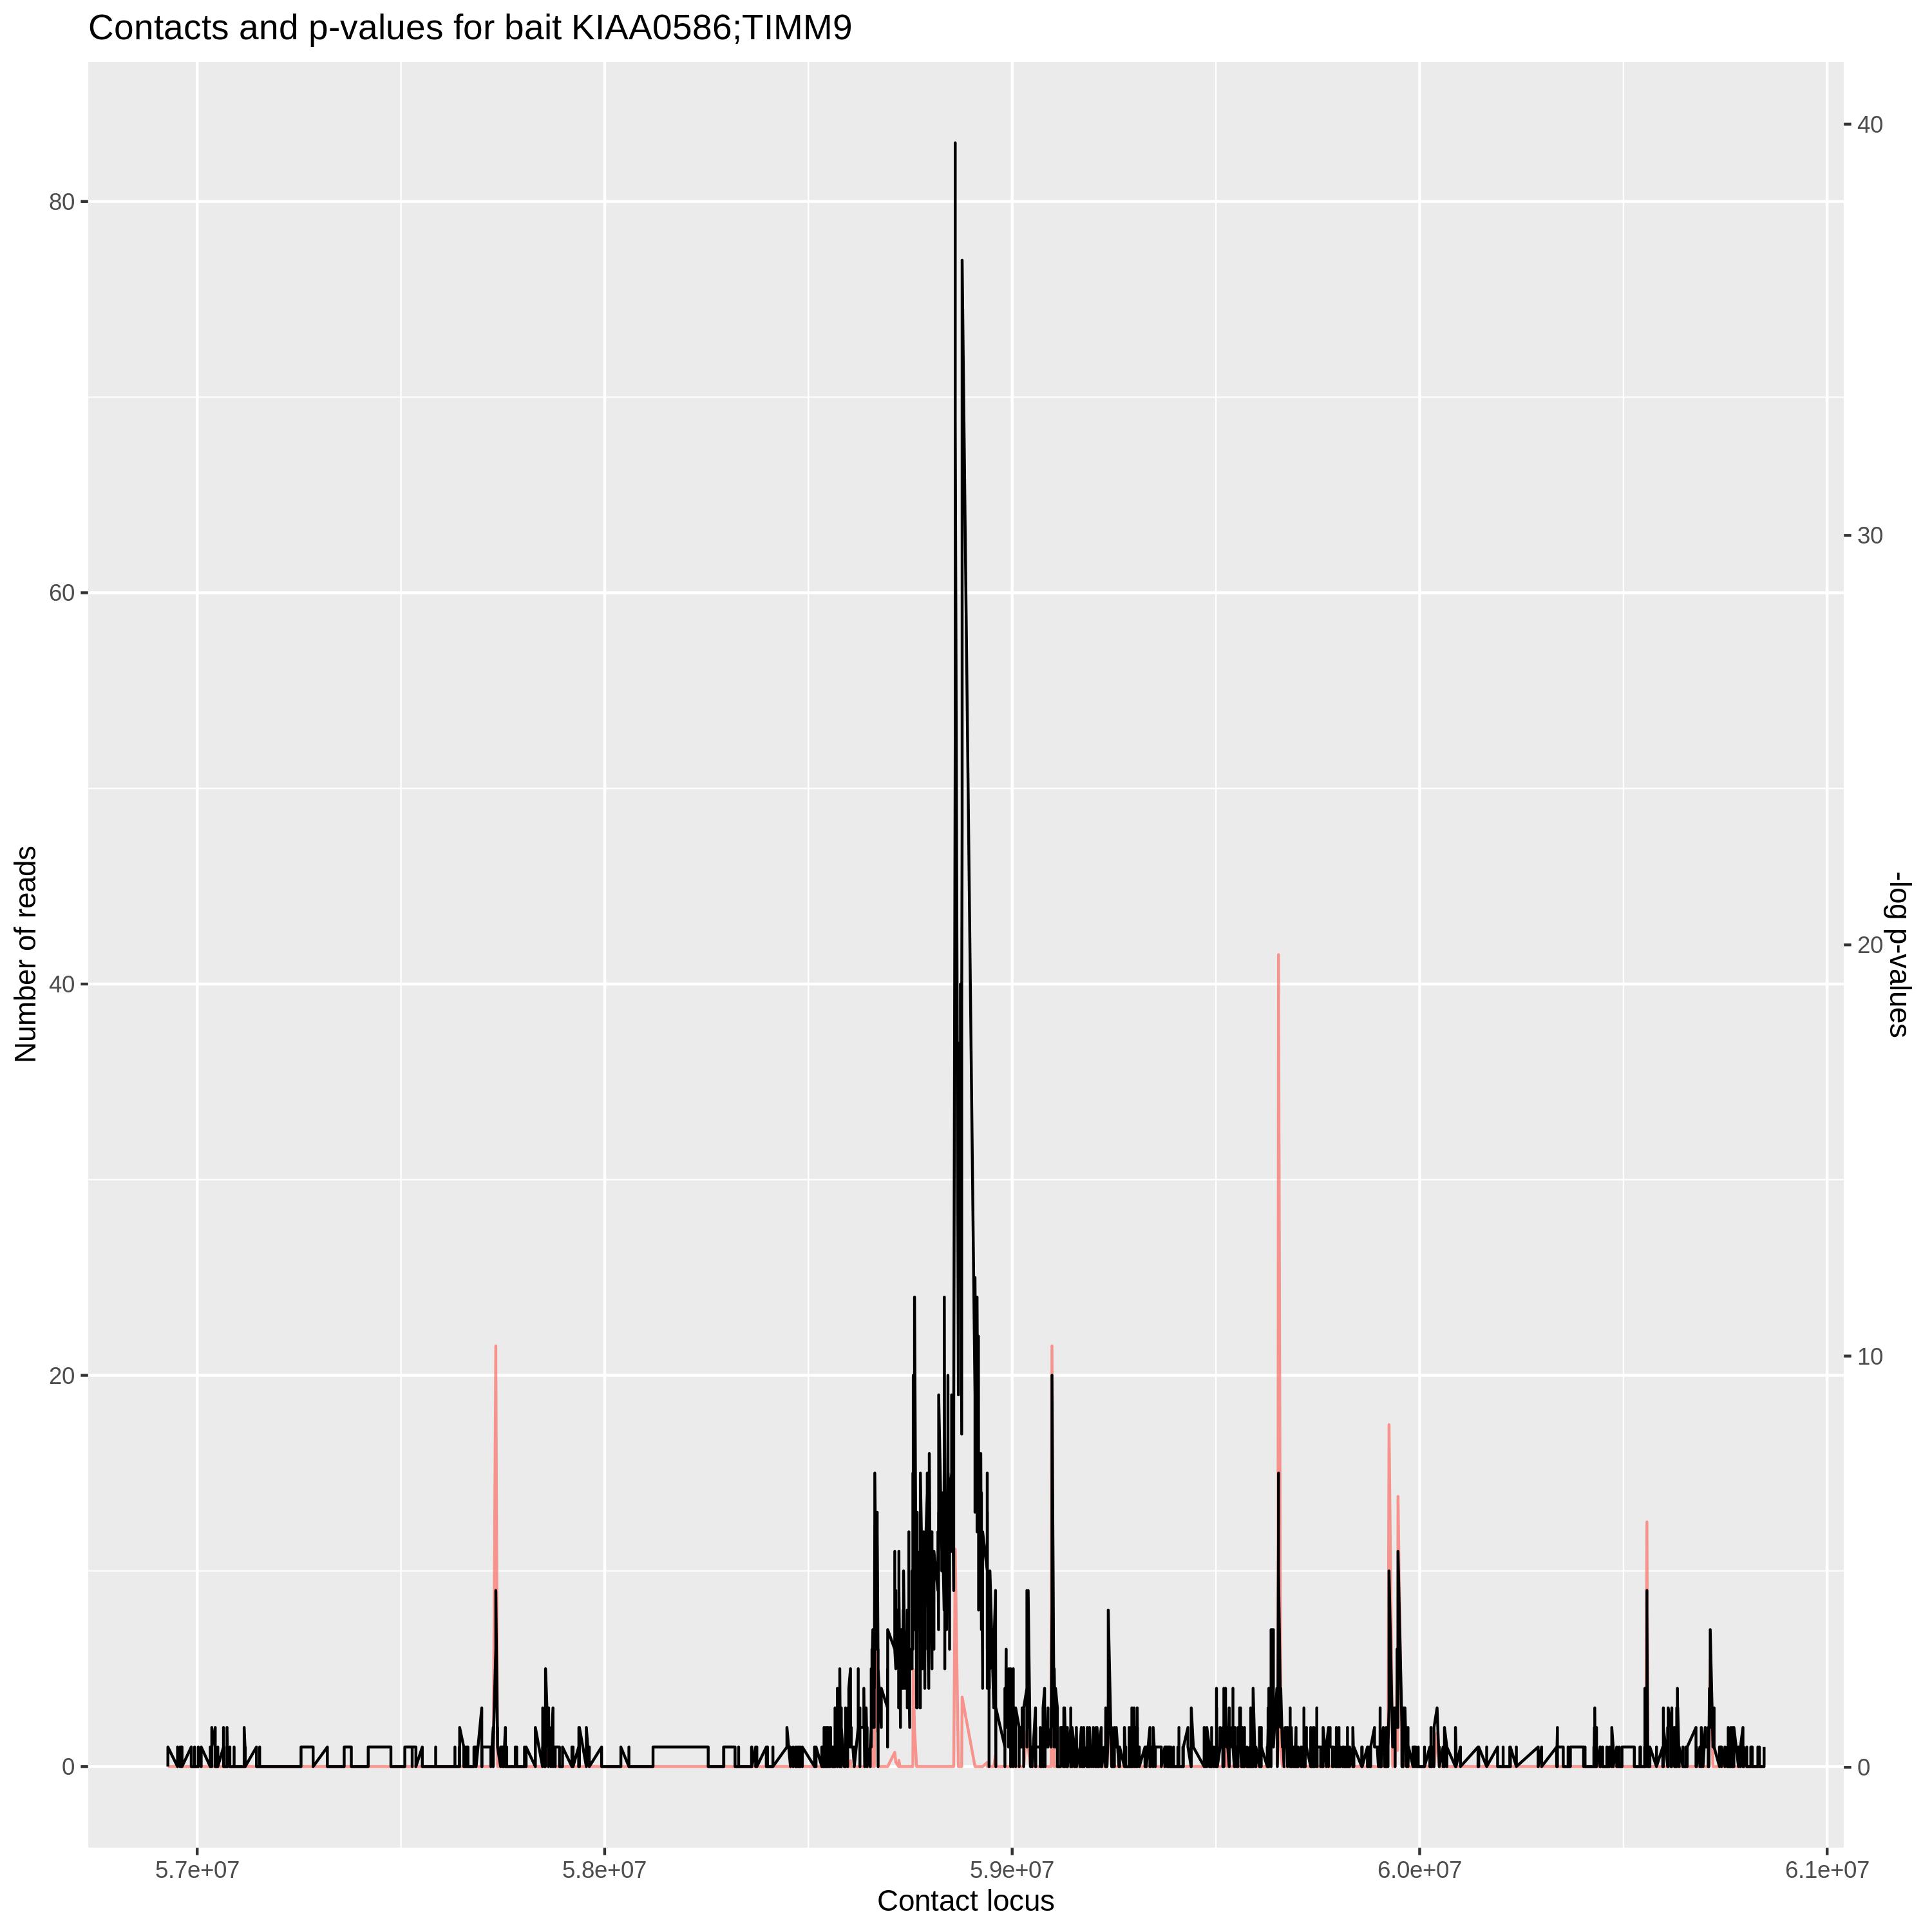 Contacts and p-values for bait KIAA0586;TIMM9
Number of reads
80
60
40
20
0
40
30
20
10
0
-log p-values
5.7e+07
5.8e+07
5.9e+07
6.0e+07
6.1e+07
Contact locus